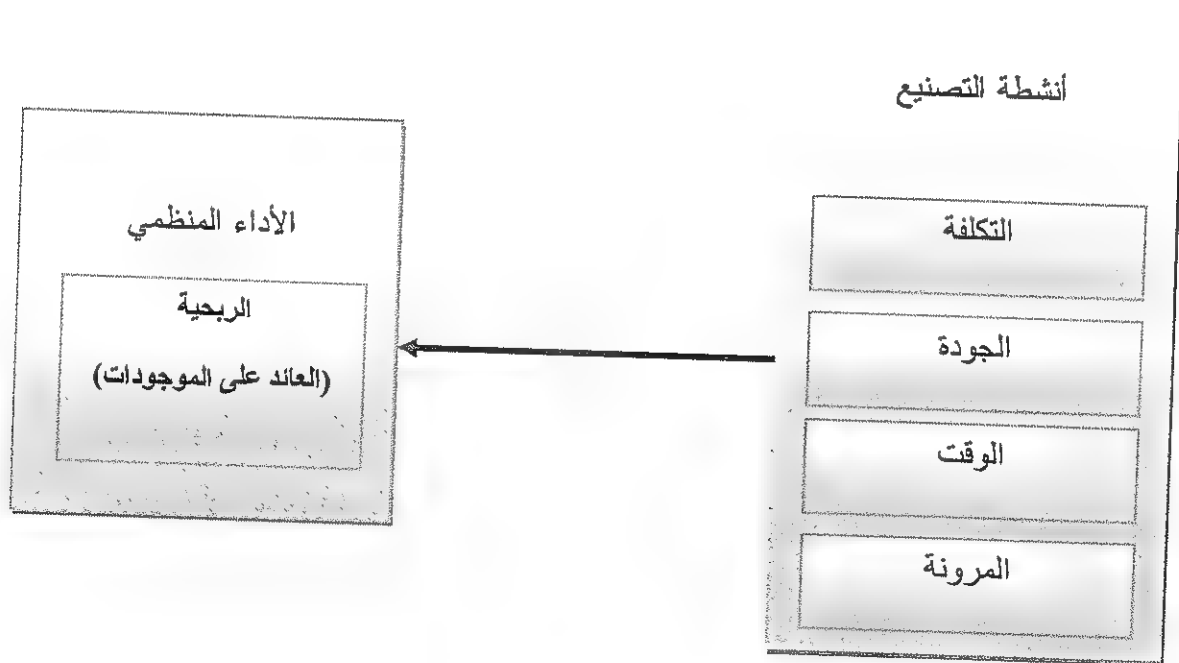 أنشطة التصنيع
التكلفة
الجودة
الوقت
المرونة
الأداء المنظمي
الربحية
(العائد على الموجودات)